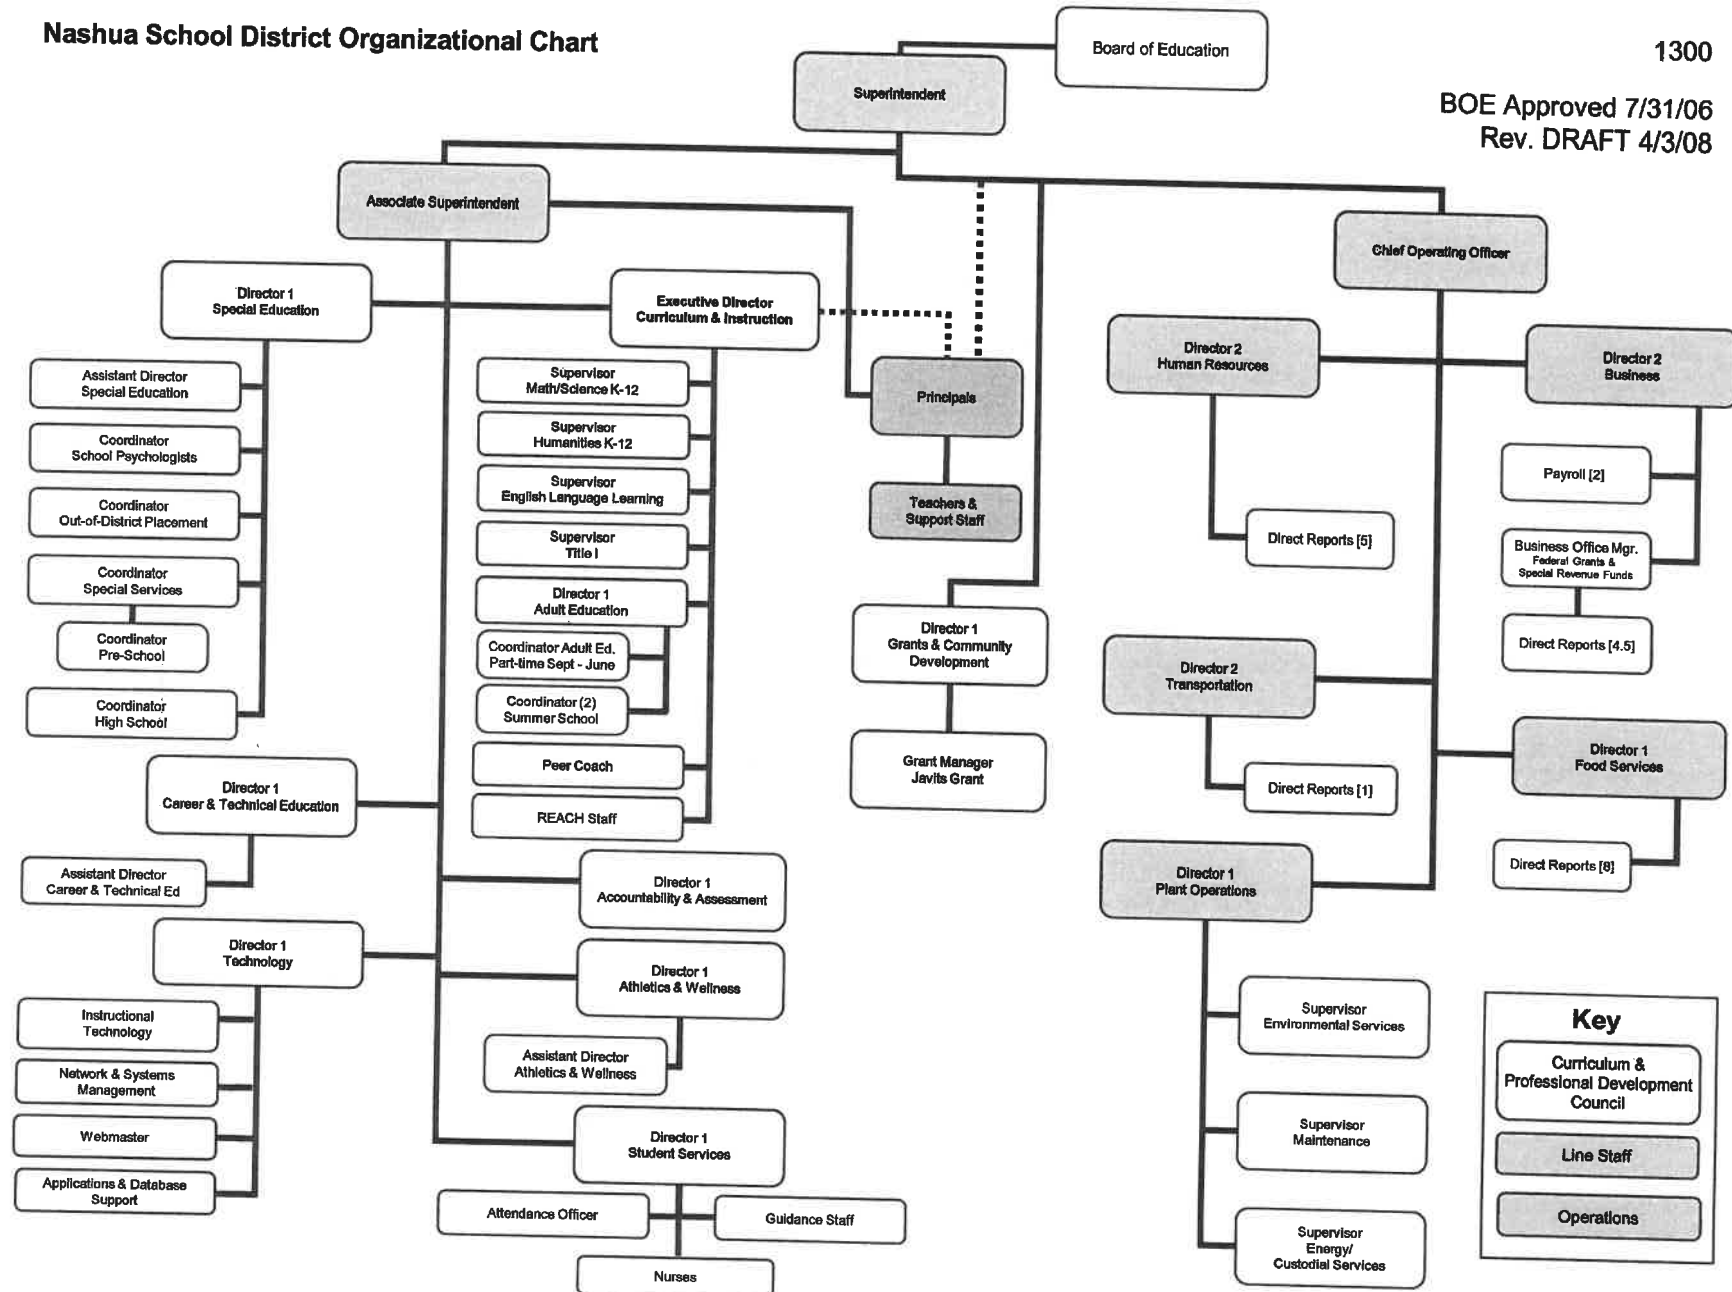 Nashua School District Organizational Chart
1300
BOE Approved 7/31/06
Rev. DRAFT 4/3/08
Board of Education
Superintendent
Associate Superintendent
Chief Operating Officer
Director 1
Special Education
Assistant Director
Special Education
Coordinator
School Psychologists
Coordinator
Out-of-District Placement
Coordinator
Special Services
Coordinator
Pre-School
Coordinator
High School
Executive Director
Curriculum & Instruction
Supervisor
Math/Science K-12
Supervisor
Humanities K-12
Supervisor
English Language Learning
Supervisor
Title I
Director 1
Adult Education
Coordinator Adult Ed.
Part-time Sept - June
Coordinator (2)
Summer School
Peer Coach
REACH Staff
Principals
Teachers &
Support Staff
Director 1
Grants & Community
Development
Grant Manager
Javits Grant
Director 1
Career & Technical Education
Assistant Director
Career & Technical Ed
Director 1
Technology
Instructional
Technology
Network & Systems
Management
Webmaster
Applications & Database
Support
Director 1
Accountability & Assessment
Director 1
Athletics & Wellness
Assistant Director
Athletics & Wellness
Director 1
Student Services
Attendance Officer
Guidance Staff
Nurses
Director 2
Human Resources
Direct Reports [5]
Director 2
Business
Payroll [2]
Business Office Mgr.
Federal Grants &
Special Revenue Funds
Direct Reports [4.5]
Director 2
Transportation
Direct Reports [1]
Director 1
Food Services
Direct Reports [8]
Director 1
Plant Operations
Supervisor
Environmental Services
Supervisor
Maintenance
Supervisor
Energy/
Custodial Services
Key
Curriculum &
Professional Development
Council
Line Staff
Operations